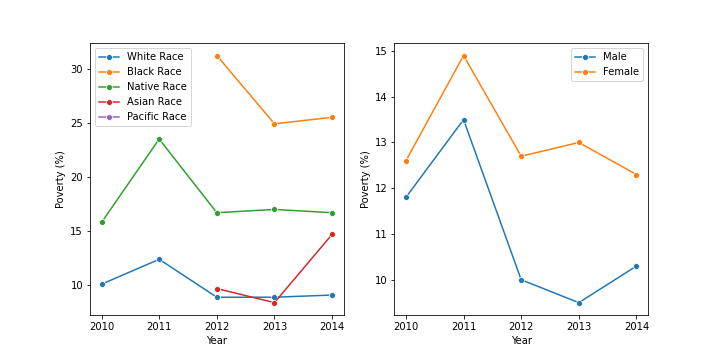 White Race
Black Race
Native Race
Asian Race
Pacific Race
Poverty (%)
30
25
20
15
10
2010 2011 2012 2013 2014
Year
Male
Female
Poverty (%)
15
14
13
12
11
10
2010 2011 2012 2013 2014
Year